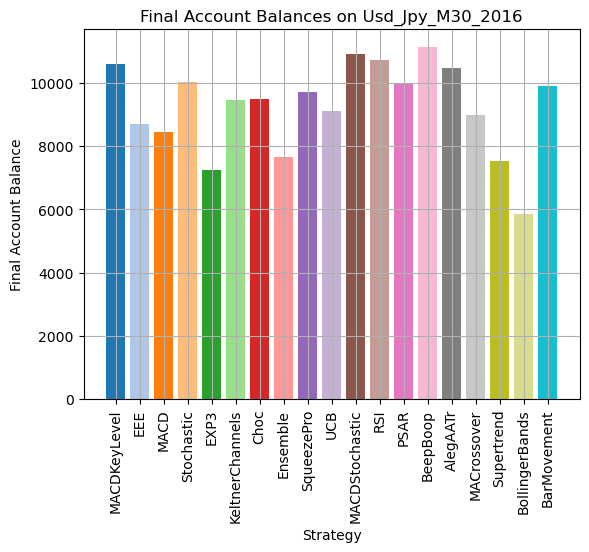 Final Account Balances on Usd_Jpy_M30_2016
Final Account Balance
10000
8000
6000
4000
2000
0
MACDKeyLevel
EEE
MACD
Stochastic
EXP3
KeltnerChannels
Choc
Ensemble
SqueezePro
UCB
MACDStochastic
RSI
PSAR
BeepBoop
AlegAATr
MACrossover
Supertrend
BollingerBands
BarMovement
Strategy